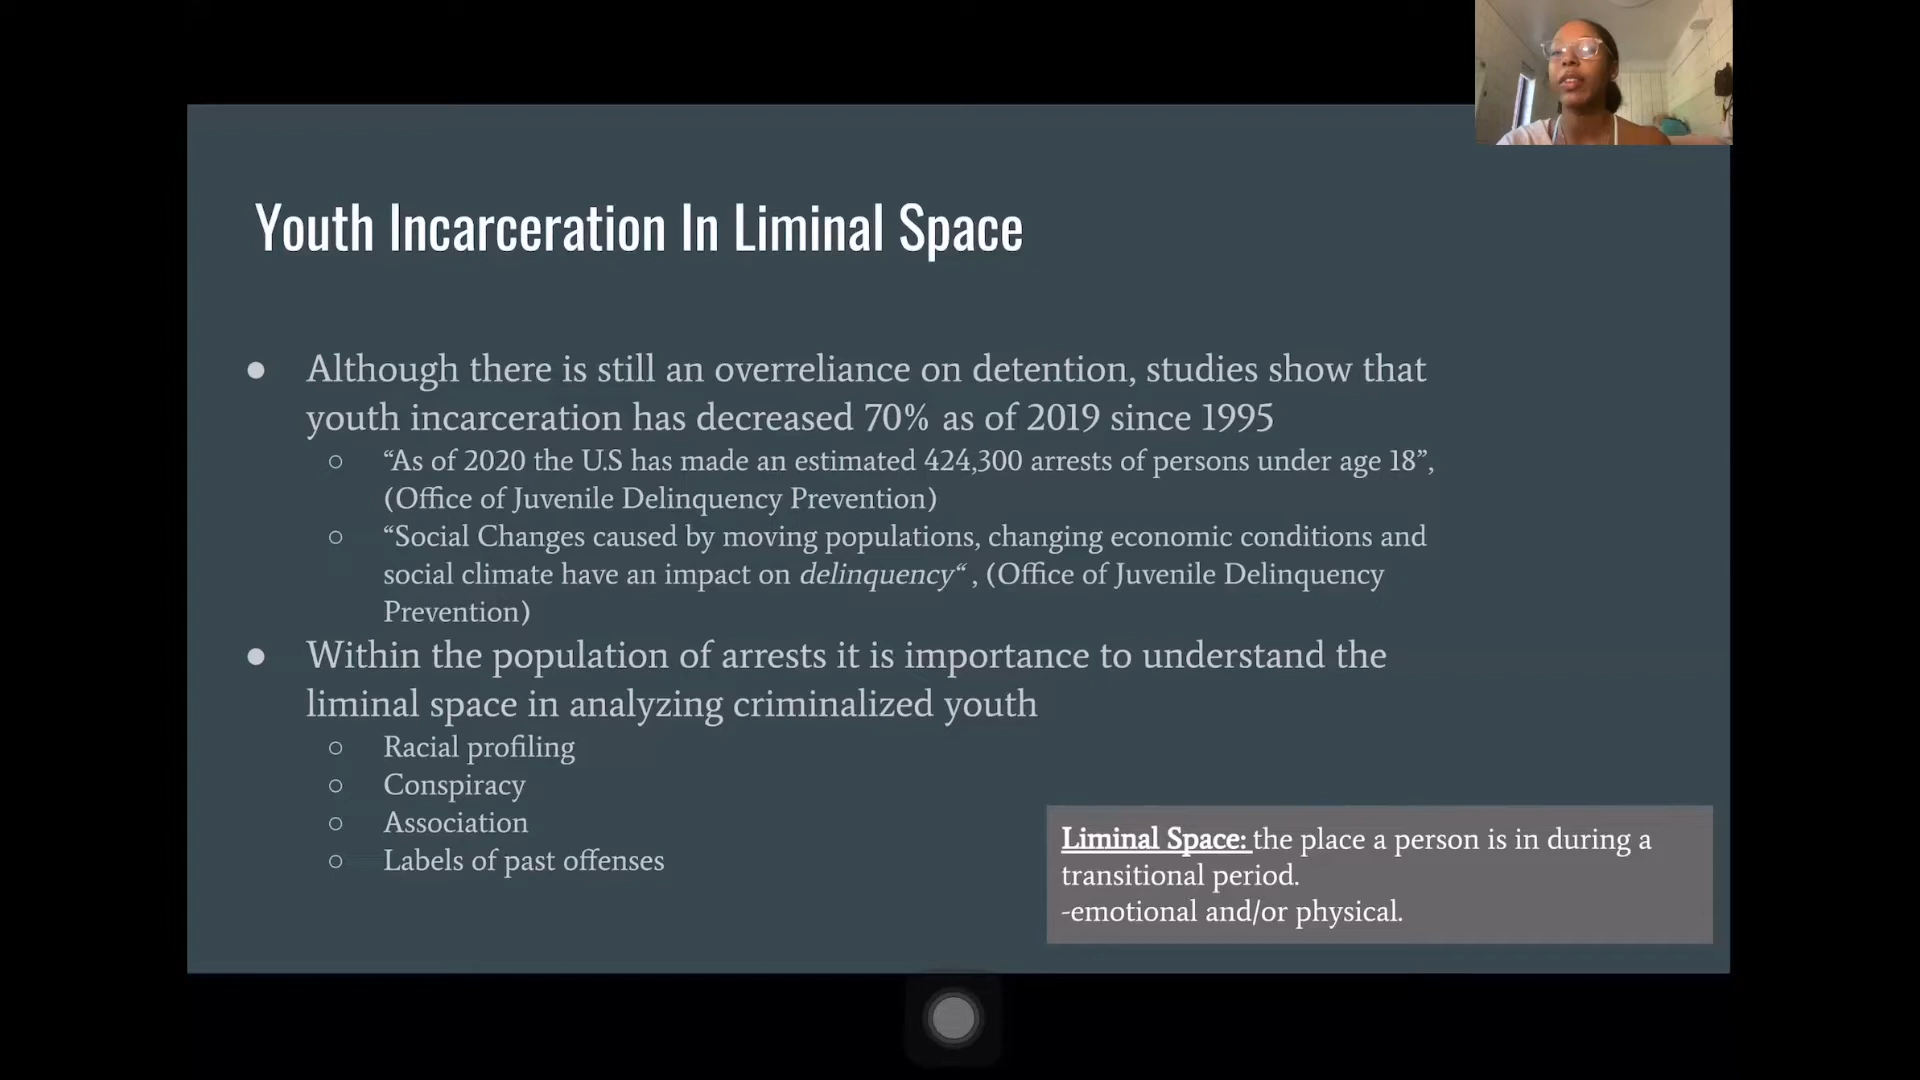 Youth Incarceration In Liminal Space
● Although there is still an overreliance on detention, studies show that
youth incarceration has decreased 70% as of 2019 since 1995
○ “As of 2020 the U.S has made an estimated 424,300 arrests of persons under age 18”,
(Office of Juvenile Delinquency Prevention)
○ “Social Changes caused by moving populations, changing economic conditions and
social climate have an impact on delinquency“ , (Office of Juvenile Delinquency
Prevention)
● Within the population of arrests it is importance to understand the
liminal space in analyzing criminalized youth
○ Racial profiling
○ Conspiracy
○ Association
○ Labels of past offenses
Liminal Space: the place a person is in during a
transitional period.
-emotional and/or physical.